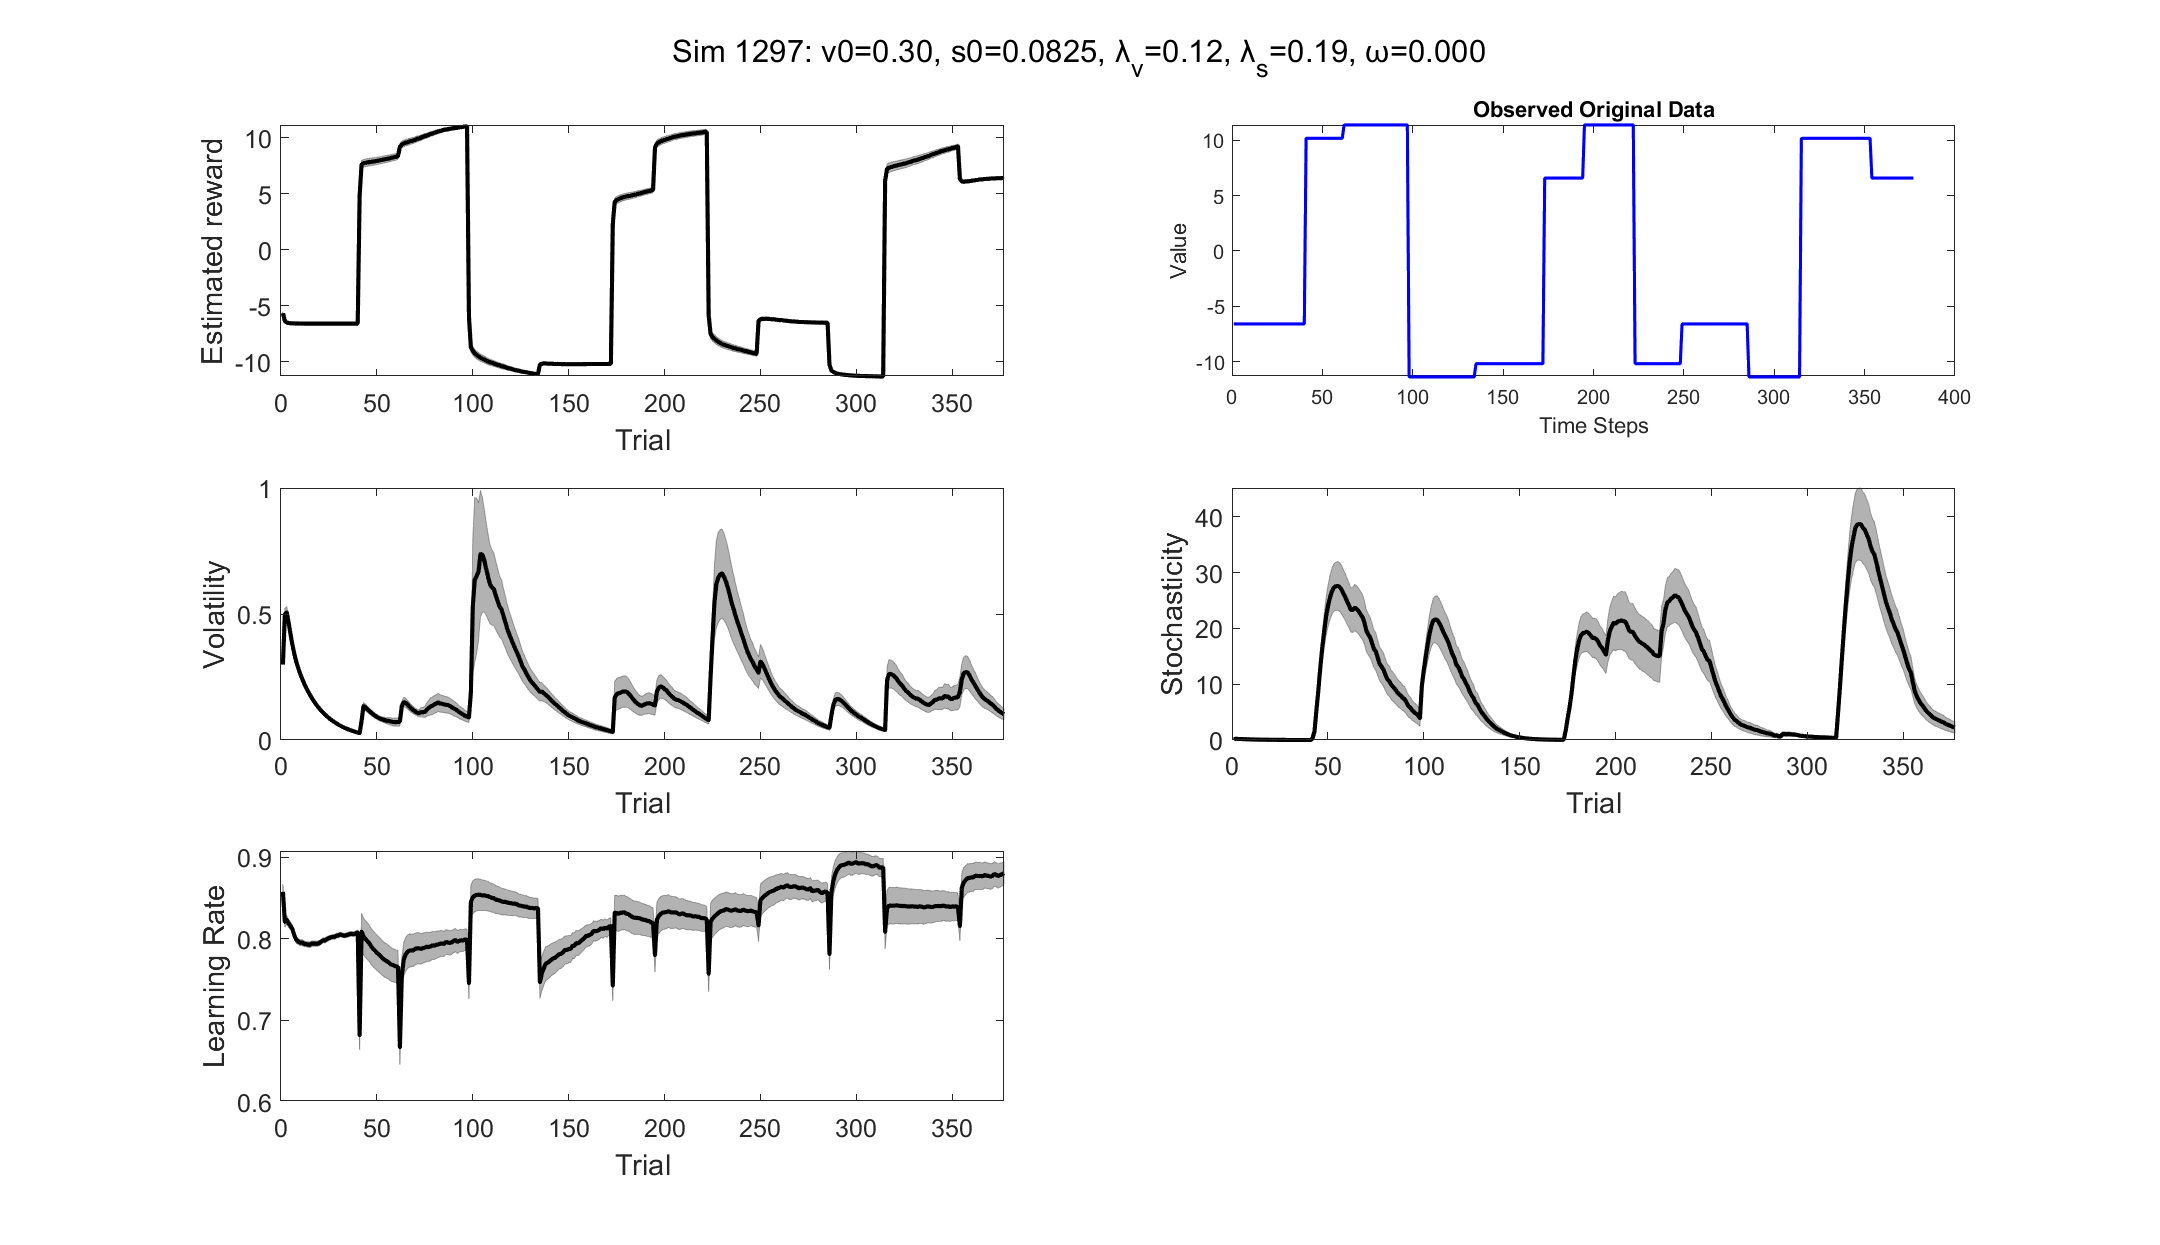 Sim 1297: v0=0.30, s0=0.0825, λ_v=0.12, λ_s=0.19, ω=0.000
Estimated reward
10
5
0
-5
-10
0 50 100 150 200 250 300 350
Trial
Observed Original Data
Value
10
5
0
-5
-10
0 50 100 150 200 250 300 350 400
Time Steps
Volatility
1
0.5
0
0 50 100 150 200 250 300 350
Trial
Stochasticity
40
30
20
10
0
0 50 100 150 200 250 300 350
Trial
Learning Rate
0.9
0.8
0.7
0.6
0 50 100 150 200 250 300 350
Trial